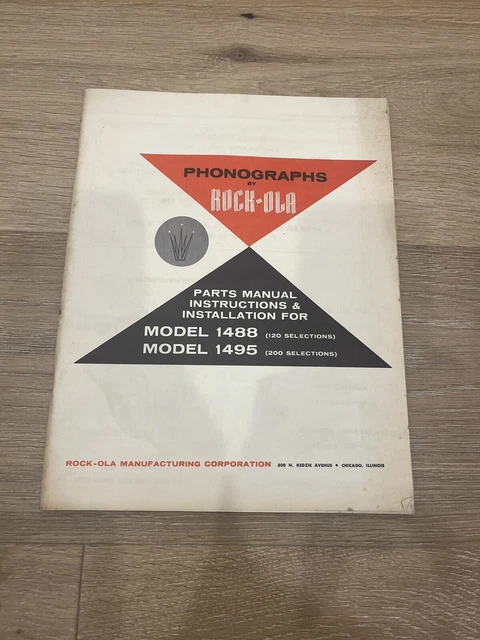 PHONOGRAPHS
BY
ROCK-OLA
PARTS MANUAL
INSTRUCTIONS &
INSTALLATION FOR
MODEL 1488 (120 SELECTIONS)
MODEL 1495 (200 SELECTIONS)
ROCK-OLA MANUFACTURING CORPORATION 800 N. KEDZIE AVENUE • CHICAGO, ILLINOIS